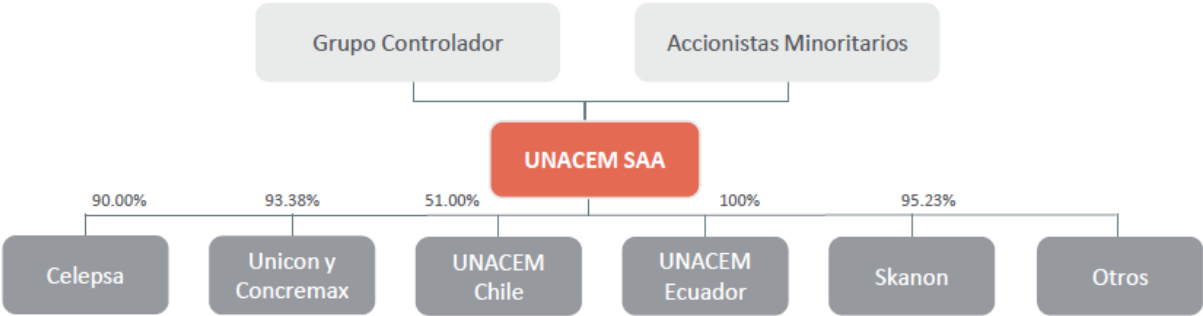 Grupo Controlador
Accionistas Minoritarios
UNACEM SAA
90.00%
93.38%
51.00%
100%
95.23%
Celepsa
Unicon y
Concremax
UNACEM
Chile
UNACEM
Ecuador
Skanon
Otros